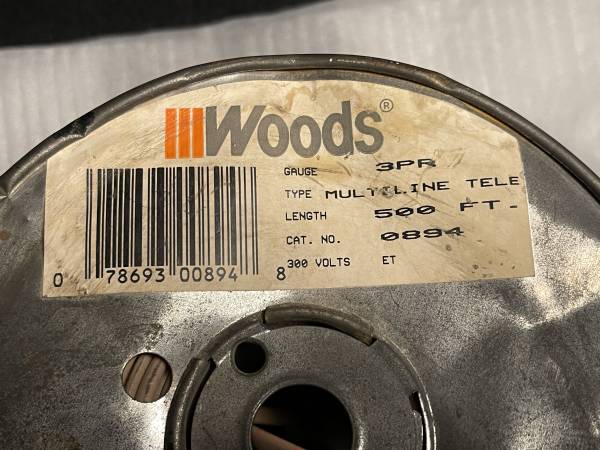 Woods®
GAUGE 3PR
TYPE MULTILINE TELE
LENGTH 500 FT.
CAT. NO. 0894
300 VOLTS ET
0 78693 00894 8